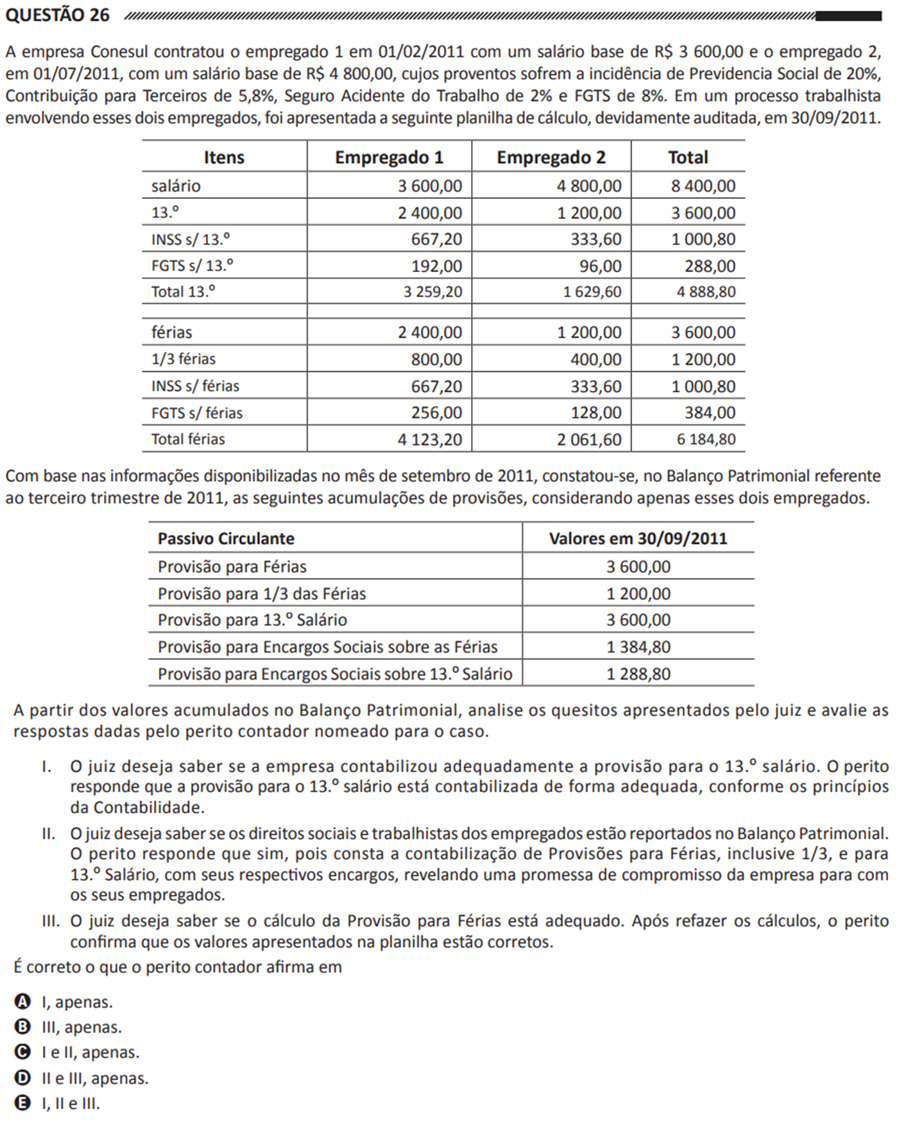 QUESTÃO 26
A empresa Conesul contratou o empregado 1 em 01/02/2011 com um salário base de R$ 3 600,00 e o empregado 2,
em 01/07/2011, com um salário base de R$ 4 800,00, cujos proventos sofrem a incidência de Previdencia Social de 20%,
Contribuição para Terceiros de 5,8%, Seguro Acidente do Trabalho de 2% e FGTS de 8%. Em um processo trabalhista
envolvendo esses dois empregados, foi apresentada a seguinte planilha de cálculo, devidamente auditada, em 30/09/2011.
Itens Empregado 1 Empregado 2 Total
salário 3 600,00 4 800,00 8 400,00
13.º 2 400,00 1 200,00 3 600,00
INSS s/ 13.º 667,20 333,60 1 000,80
FGTS s/ 13.º 192,00 96,00 288,00
Total 13.º 3 259,20 1 629,60 4 888,80
férias 2 400,00 1 200,00 3 600,00
1/3 férias 800,00 400,00 1 200,00
INSS s/ férias 667,20 333,60 1 000,80
FGTS s/ férias 256,00 128,00 384,00
Total férias 4 123,20 2 061,60 6 184,80
Com base nas informações disponibilizadas no mês de setembro de 2011, constatou-se, no Balanço Patrimonial referente
ao terceiro trimestre de 2011, as seguintes acumulações de provisões, considerando apenas esses dois empregados.
Passivo Circulante Valores em 30/09/2011
Provisão para Férias 3 600,00
Provisão para 1/3 das Férias 1 200,00
Provisão para 13.º Salário 3 600,00
Provisão para Encargos Sociais sobre as Férias 1 384,80
Provisão para Encargos Sociais sobre 13.º Salário 1 288,80
A partir dos valores acumulados no Balanço Patrimonial, analise os quesitos apresentados pelo juiz e avalie as
respostas dadas pelo perito contador nomeado para o caso.
I. O juiz deseja saber se a empresa contabilizou adequadamente a provisão para o 13.º salário. O perito
responde que a provisão para o 13.º salário está contabilizada de forma adequada, conforme os princípios
da Contabilidade.
II. O juiz deseja saber se os direitos sociais e trabalhistas dos empregados estão reportados no Balanço Patrimonial.
O perito responde que sim, pois consta a contabilização de Provisões para Férias, inclusive 1/3, e para
13.º Salário, com seus respectivos encargos, revelando uma promessa de compromisso da empresa para com
os seus empregados.
III. O juiz deseja saber se o cálculo da Provisão para Férias está adequado. Após refazer os cálculos, o perito
confirma que os valores apresentados na planilha estão corretos.
É correto o que o perito contador afirma em
A I, apenas.
B III, apenas.
C I e II, apenas.
D II e III, apenas.
E I, II e III.